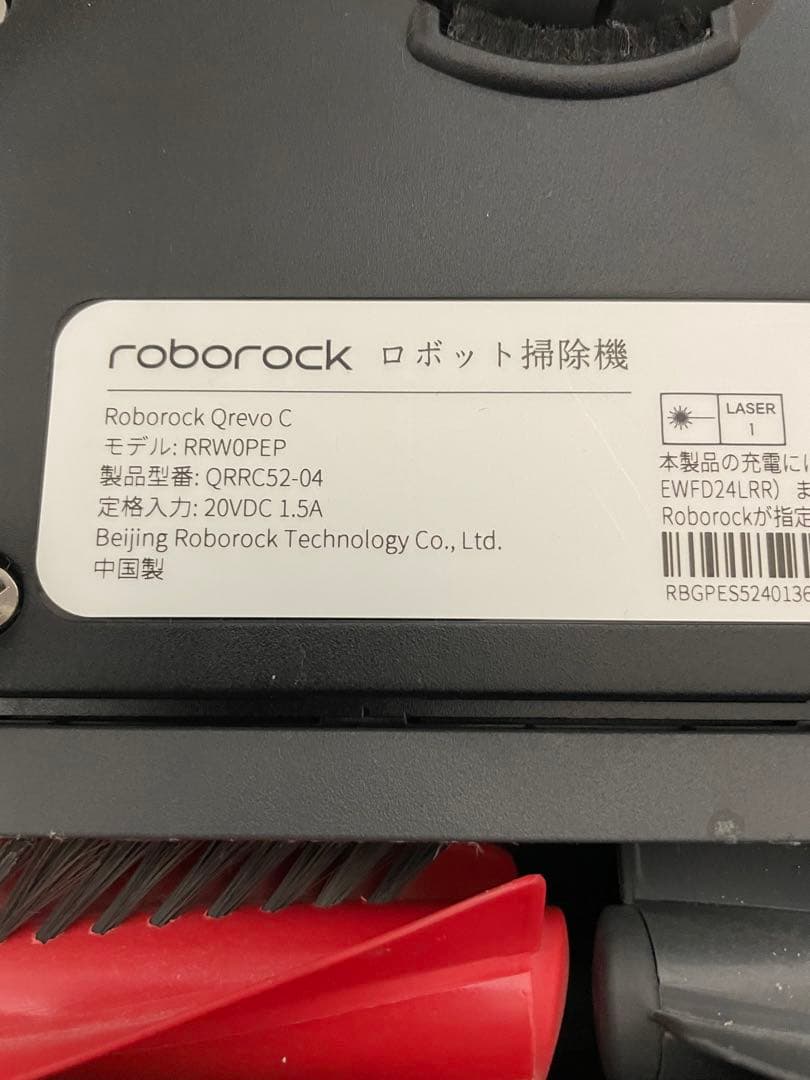 roborock ロボット掃除機
Roborock Qrevo C
モデル: RRW0PEP
製品型番: QRRC52-04
定格入力: 20VDC 1.5A
Beijing Roborock Technology Co., Ltd.
中国製
LASER
1
本製品の充電に
EWFD24LRR）ま
Roborockが指定
RBGPES5240136